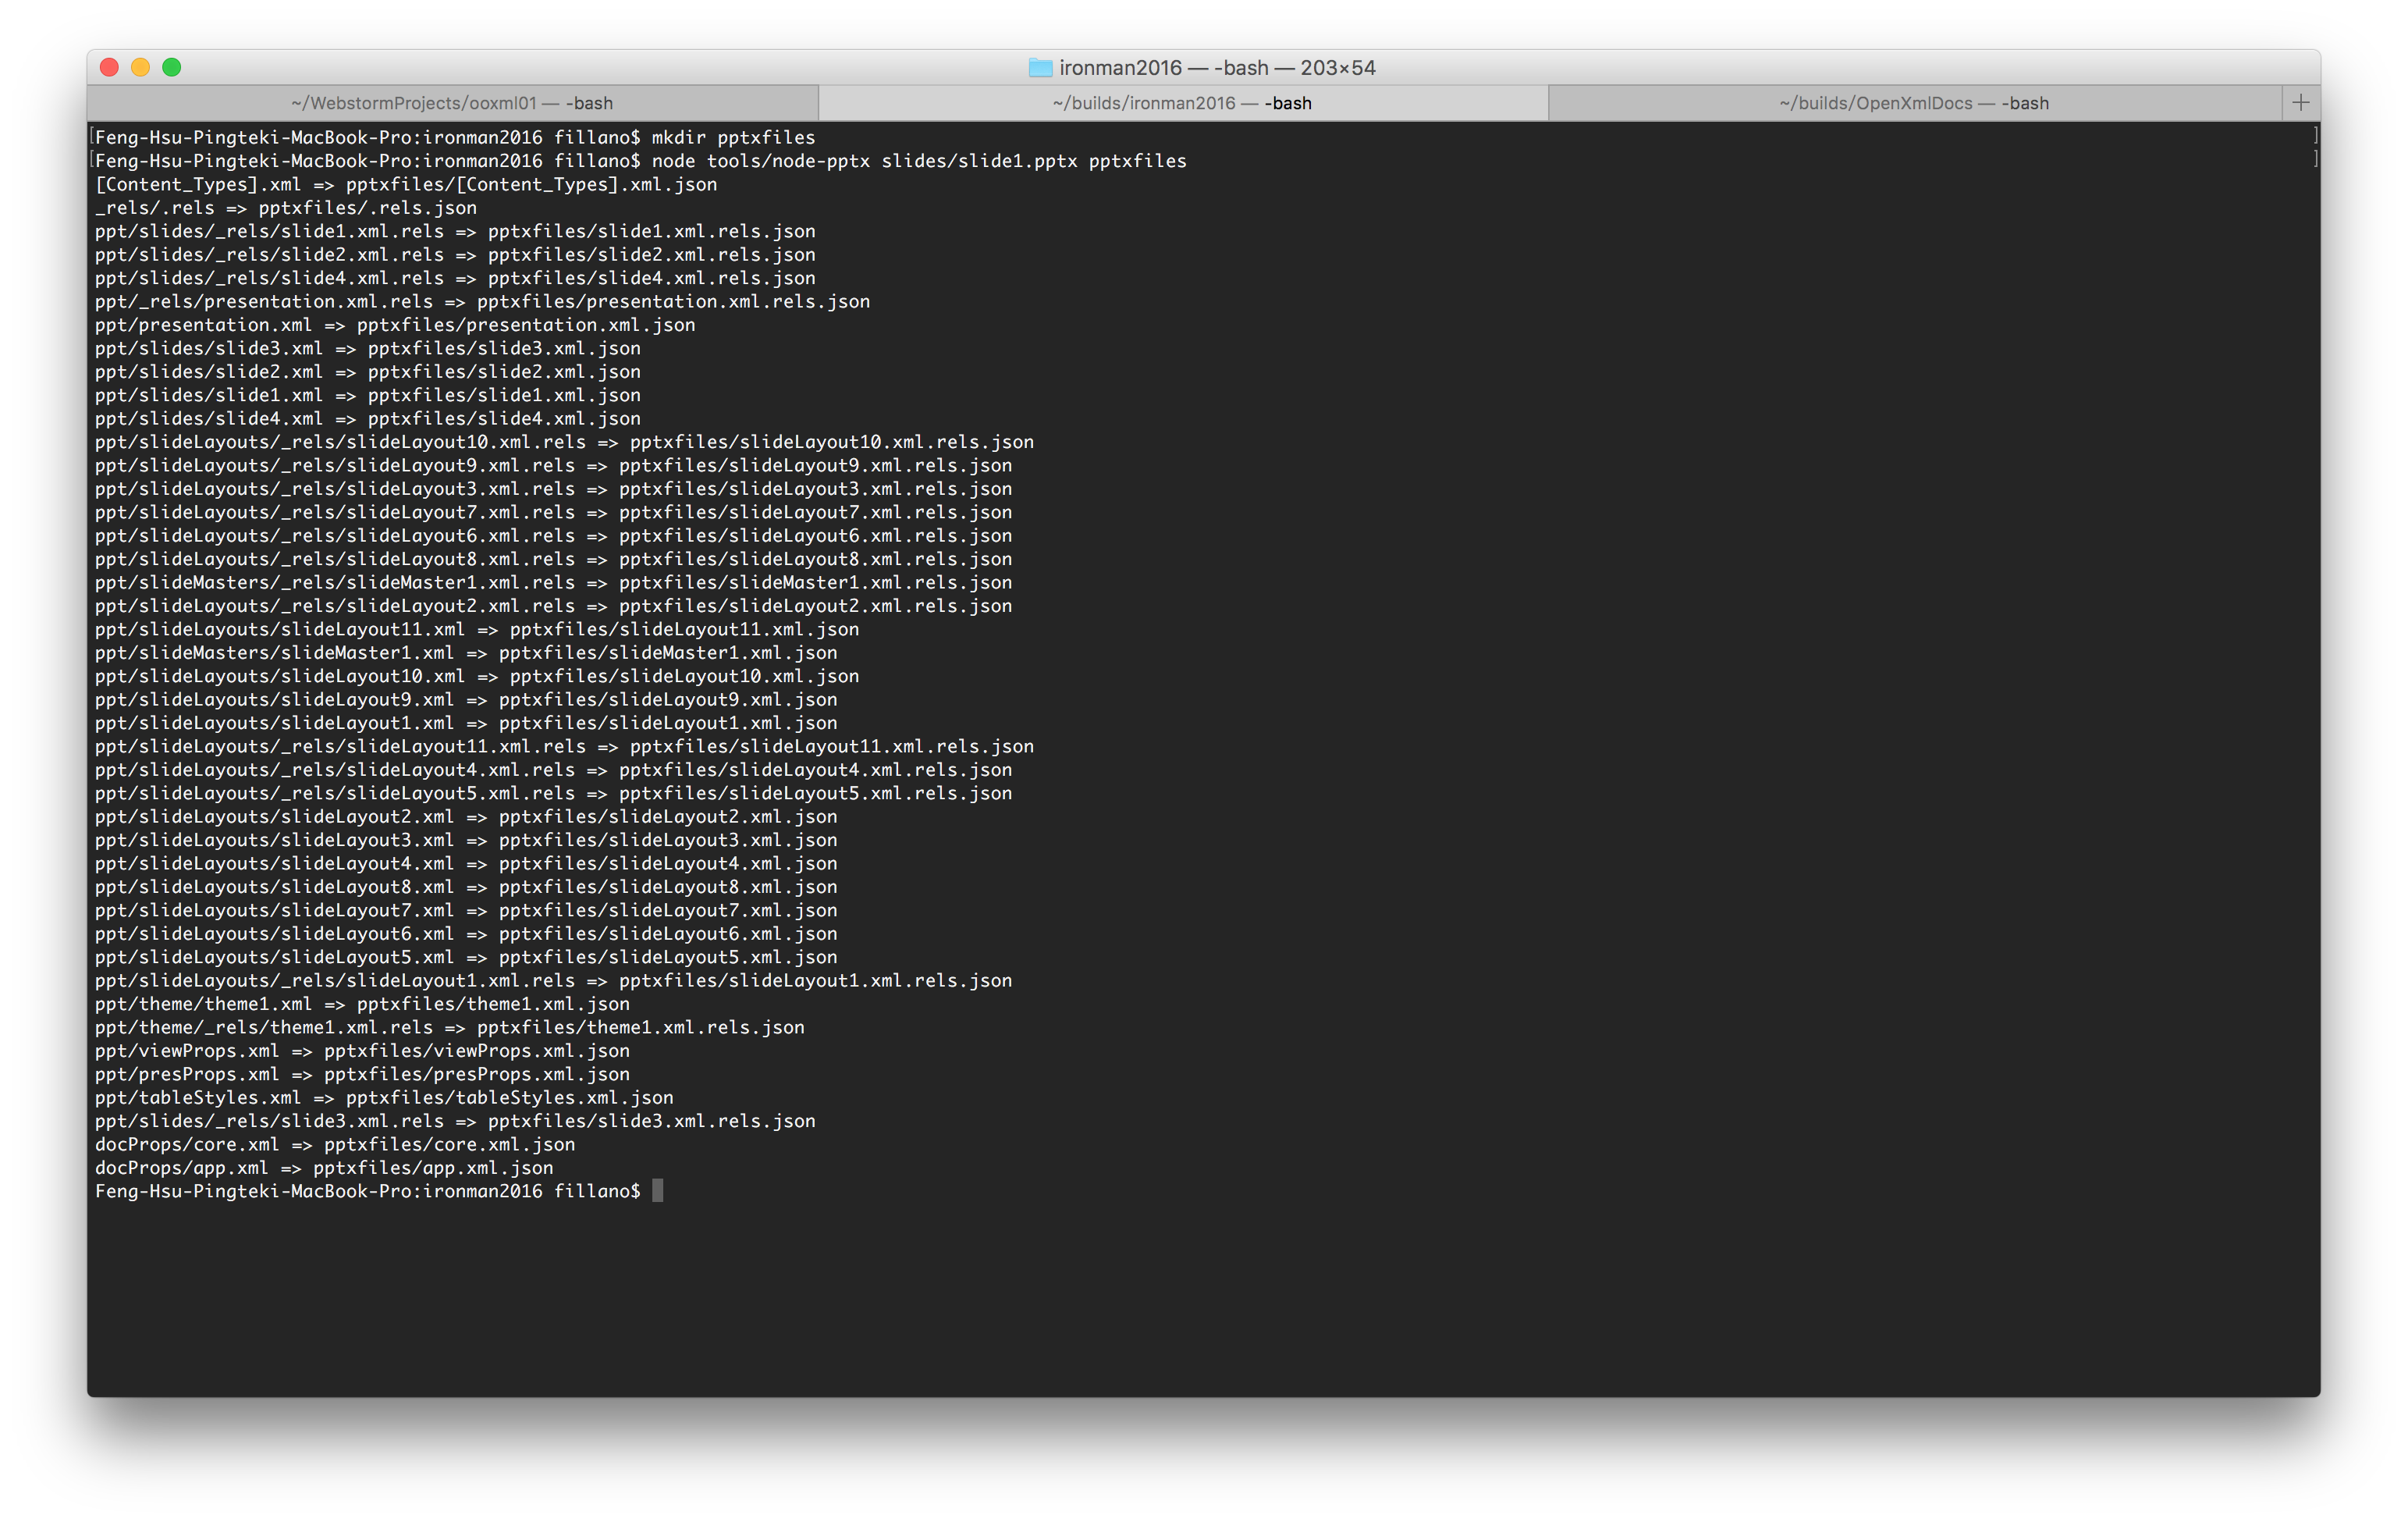 ironman2016 — -bash — 203×54
~/WebstormProjects/ooxml01 — -bash
~/builds/ironman2016 — -bash
~/builds/OpenXmlDocs — -bash
+
[Feng-Hsu-Pingteki-MacBook-Pro:ironman2016 fillano$ mkdir pptxfiles ]
[Feng-Hsu-Pingteki-MacBook-Pro:ironman2016 fillano$ node tools/node-pptx slides/slide1.pptx pptxfiles ]
[Content_Types].xml => pptxfiles/[Content_Types].xml.json
_rels/.rels => pptxfiles/.rels.json
ppt/slides/_rels/slide1.xml.rels => pptxfiles/slide1.xml.rels.json
ppt/slides/_rels/slide2.xml.rels => pptxfiles/slide2.xml.rels.json
ppt/slides/_rels/slide4.xml.rels => pptxfiles/slide4.xml.rels.json
ppt/_rels/presentation.xml.rels => pptxfiles/presentation.xml.rels.json
ppt/presentation.xml => pptxfiles/presentation.xml.json
ppt/slides/slide3.xml => pptxfiles/slide3.xml.json
ppt/slides/slide2.xml => pptxfiles/slide2.xml.json
ppt/slides/slide1.xml => pptxfiles/slide1.xml.json
ppt/slides/slide4.xml => pptxfiles/slide4.xml.json
ppt/slideLayouts/_rels/slideLayout10.xml.rels => pptxfiles/slideLayout10.xml.rels.json
ppt/slideLayouts/_rels/slideLayout9.xml.rels => pptxfiles/slideLayout9.xml.rels.json
ppt/slideLayouts/_rels/slideLayout3.xml.rels => pptxfiles/slideLayout3.xml.rels.json
ppt/slideLayouts/_rels/slideLayout7.xml.rels => pptxfiles/slideLayout7.xml.rels.json
ppt/slideLayouts/_rels/slideLayout6.xml.rels => pptxfiles/slideLayout6.xml.rels.json
ppt/slideLayouts/_rels/slideLayout8.xml.rels => pptxfiles/slideLayout8.xml.rels.json
ppt/slideMasters/_rels/slideMaster1.xml.rels => pptxfiles/slideMaster1.xml.rels.json
ppt/slideLayouts/_rels/slideLayout2.xml.rels => pptxfiles/slideLayout2.xml.rels.json
ppt/slideLayouts/slideLayout11.xml => pptxfiles/slideLayout11.xml.json
ppt/slideMasters/slideMaster1.xml => pptxfiles/slideMaster1.xml.json
ppt/slideLayouts/slideLayout10.xml => pptxfiles/slideLayout10.xml.json
ppt/slideLayouts/slideLayout9.xml => pptxfiles/slideLayout9.xml.json
ppt/slideLayouts/slideLayout1.xml => pptxfiles/slideLayout1.xml.json
ppt/slideLayouts/_rels/slideLayout11.xml.rels => pptxfiles/slideLayout11.xml.rels.json
ppt/slideLayouts/_rels/slideLayout4.xml.rels => pptxfiles/slideLayout4.xml.rels.json
ppt/slideLayouts/_rels/slideLayout5.xml.rels => pptxfiles/slideLayout5.xml.rels.json
ppt/slideLayouts/slideLayout2.xml => pptxfiles/slideLayout2.xml.json
ppt/slideLayouts/slideLayout3.xml => pptxfiles/slideLayout3.xml.json
ppt/slideLayouts/slideLayout4.xml => pptxfiles/slideLayout4.xml.json
ppt/slideLayouts/slideLayout8.xml => pptxfiles/slideLayout8.xml.json
ppt/slideLayouts/slideLayout7.xml => pptxfiles/slideLayout7.xml.json
ppt/slideLayouts/slideLayout6.xml => pptxfiles/slideLayout6.xml.json
ppt/slideLayouts/slideLayout5.xml => pptxfiles/slideLayout5.xml.json
ppt/slideLayouts/_rels/slideLayout1.xml.rels => pptxfiles/slideLayout1.xml.rels.json
ppt/theme/theme1.xml => pptxfiles/theme1.xml.json
ppt/theme/_rels/theme1.xml.rels => pptxfiles/theme1.xml.rels.json
ppt/viewProps.xml => pptxfiles/viewProps.xml.json
ppt/presProps.xml => pptxfiles/presProps.xml.json
ppt/tableStyles.xml => pptxfiles/tableStyles.xml.json
ppt/slides/_rels/slide3.xml.rels => pptxfiles/slide3.xml.rels.json
docProps/core.xml => pptxfiles/core.xml.json
docProps/app.xml => pptxfiles/app.xml.json
Feng-Hsu-Pingteki-MacBook-Pro:ironman2016 fillano$